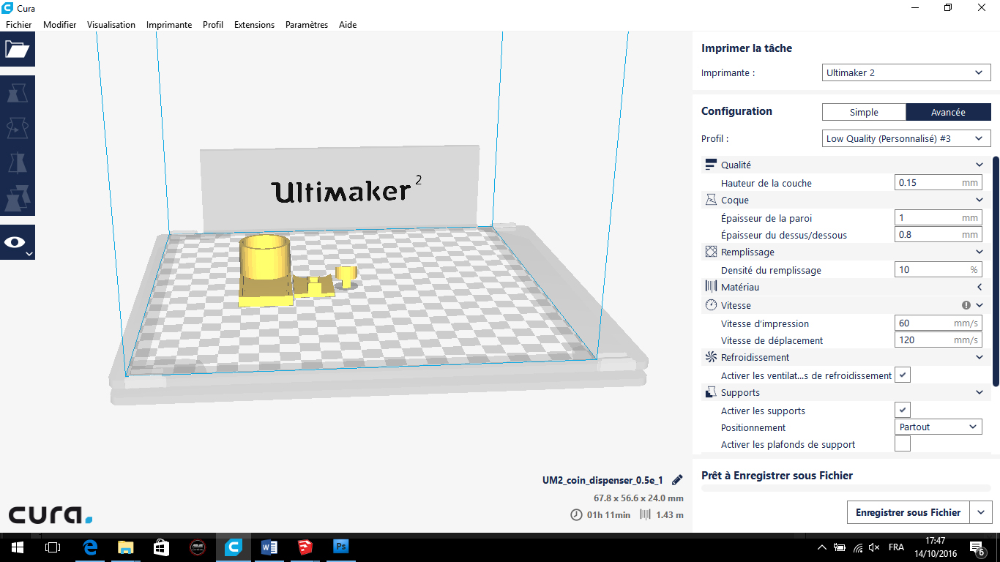 Cura
Fichier Modifier Visualisation Imprimante Profil Extensions Paramètres Aide
Imprimer la tâche
Imprimante : Ultimaker 2
Configuration Simple Avancée
Profil : Low Quality (Personnalisé) #3
Qualité
Hauteur de la couche 0.15 mm
Coque
Épaisseur de la paroi 1 mm
Épaisseur du dessus/dessous 0.8 mm
Remplissage
Densité du remplissage 10 %
Matériau
Vitesse
Vitesse d'impression 60 mm/s
Vitesse de déplacement 120 mm/s
Refroidissement
Activer les ventilat...s de refroidissement
Supports
Activer les supports
Positionnement Partout
Activer les plafonds de support
Ultimaker 2
UM2_coin_dispenser_0.5e_1
67.8 x 56.6 x 24.0 mm
01h 11min 1.43 m
Prêt à Enregistrer sous Fichier
Enregistrer sous Fichier
cura.
FRA
17:47
14/10/2016
6
Ps